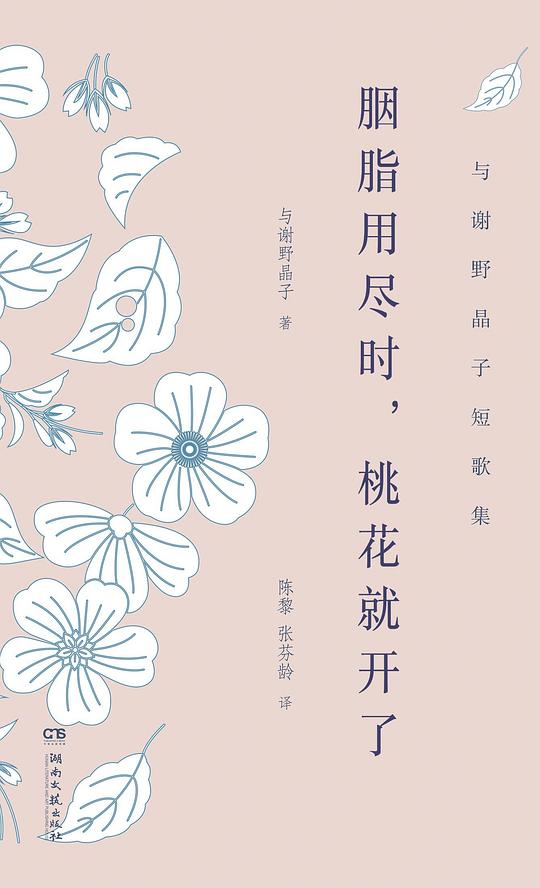 与谢野晶子短歌集
胭脂用尽时，桃花就开了
与谢野晶子 著
陈黎 张芬龄 译
湖南文艺出版社